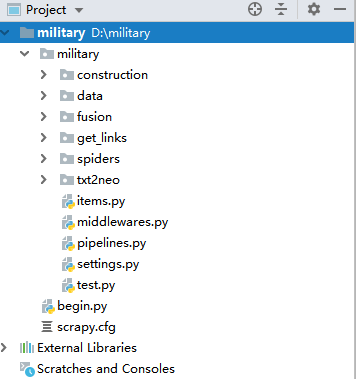 Project
military D:\military
military
construction
data
fusion
get_links
spiders
txt2neo
items.py
middlewares.py
pipelines.py
settings.py
test.py
begin.py
scrapy.cfg
External Libraries
Scratches and Consoles